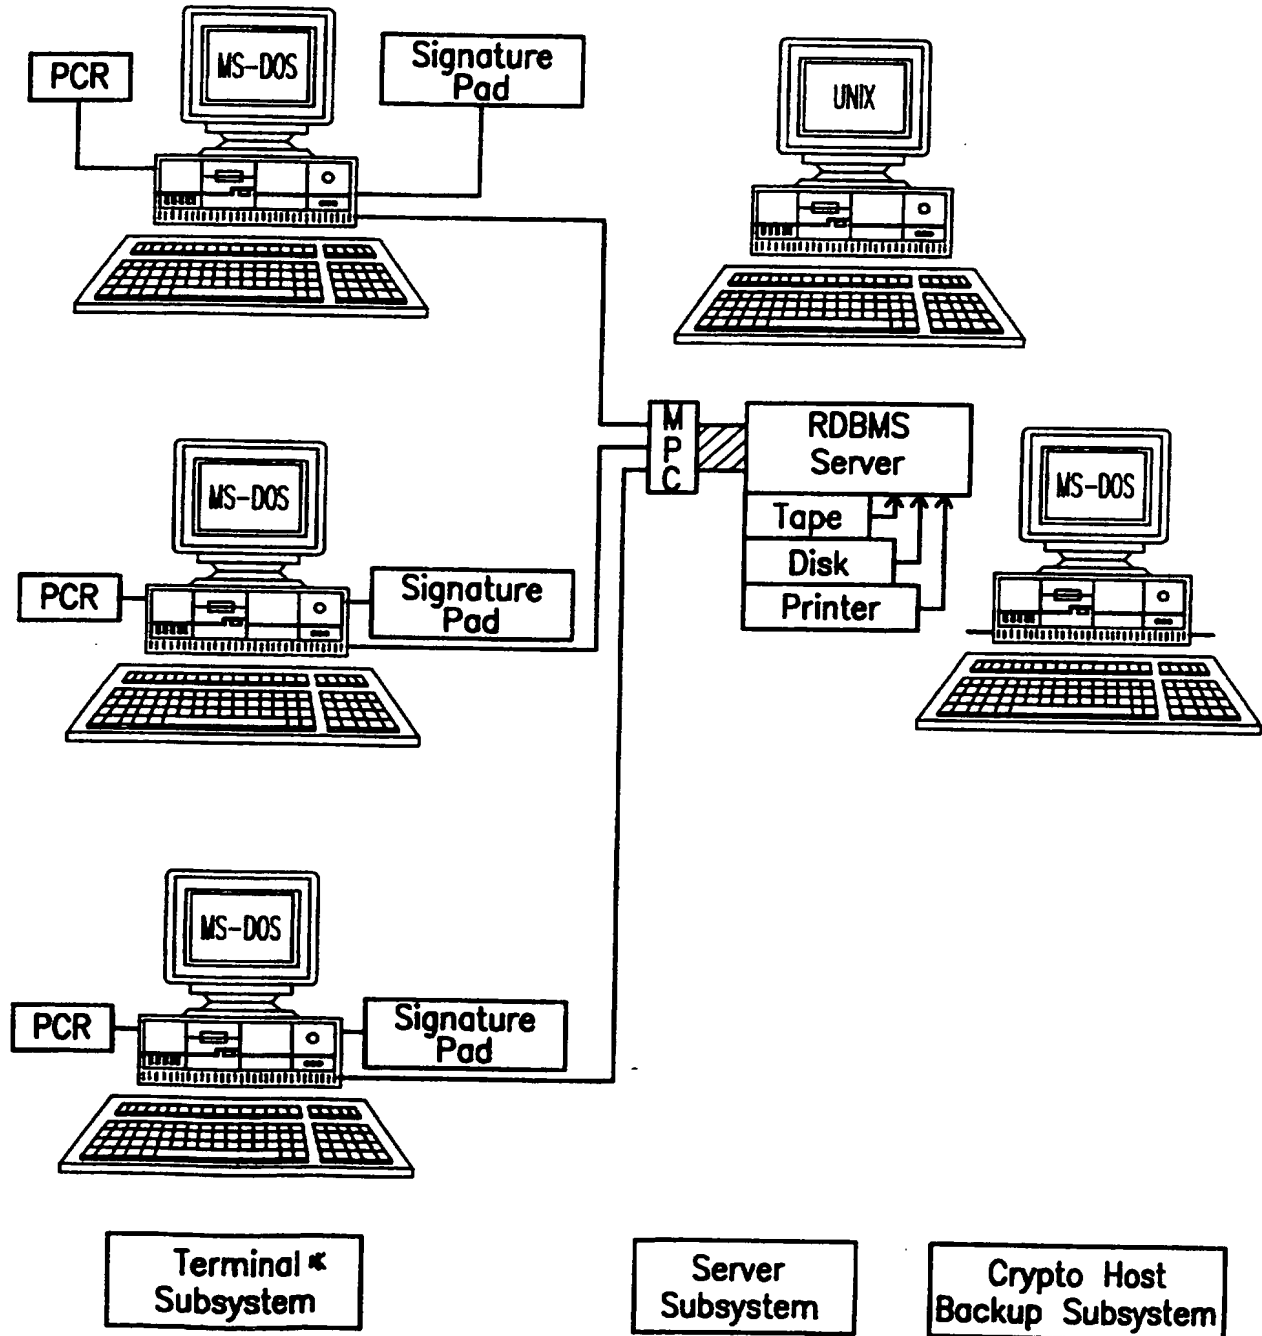 PCR
MS-DOS
Signature
Pad
UNIX
M
P
C
RDBMS
Server
Tape
Disk
Printer
MS-DOS
PCR
MS-DOS
Signature
Pad
PCR
MS-DOS
Signature
Pad
Terminal *
Subsystem
Server
Subsystem
Crypto Host
Backup Subsystem